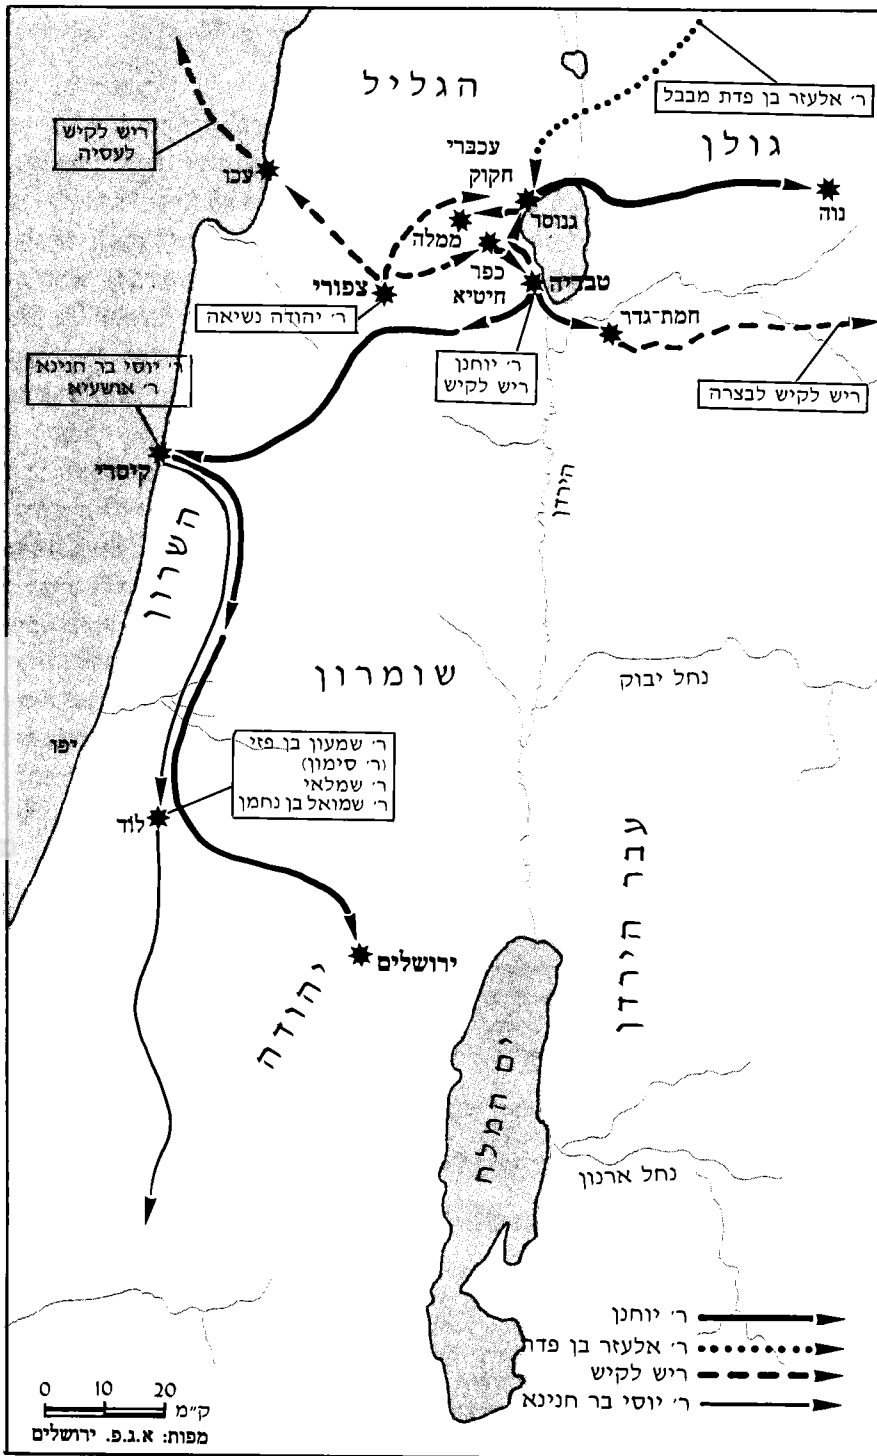 הגליל
ר׳ אלעזר בן פדת מבבל
גולן
ריש לקיש
לעסיה
עכברי
חקוק
עכו
גנוסר
נוה
ממלה
צפורי
כפר
חיטיא
טבריה
חמת־גדר
ר׳ יהודה נשיאה
ר׳ יוחנן
ריש לקיש
ריש לקיש לבצרה
ר׳ יוסי בר חנינא
ר׳ אושעיא
קיסרי
הירדן
השרון
שומרון
נחל יבוק
יפו
ר׳ שמעון בן פזי
(ר׳ סימון)
ר׳ שמלאי
ר׳ שמואל בן נחמן
לוד
עבר הירדן
ירושלים
יהודה
ים המלח
נחל ארנון
ר׳ יוחנן
ר׳ אלעזר בן פדת
ריש לקיש
ר׳ יוסי בר חנינא
0 10 20
ק״מ
מפות: א.ג.פ. ירושלים